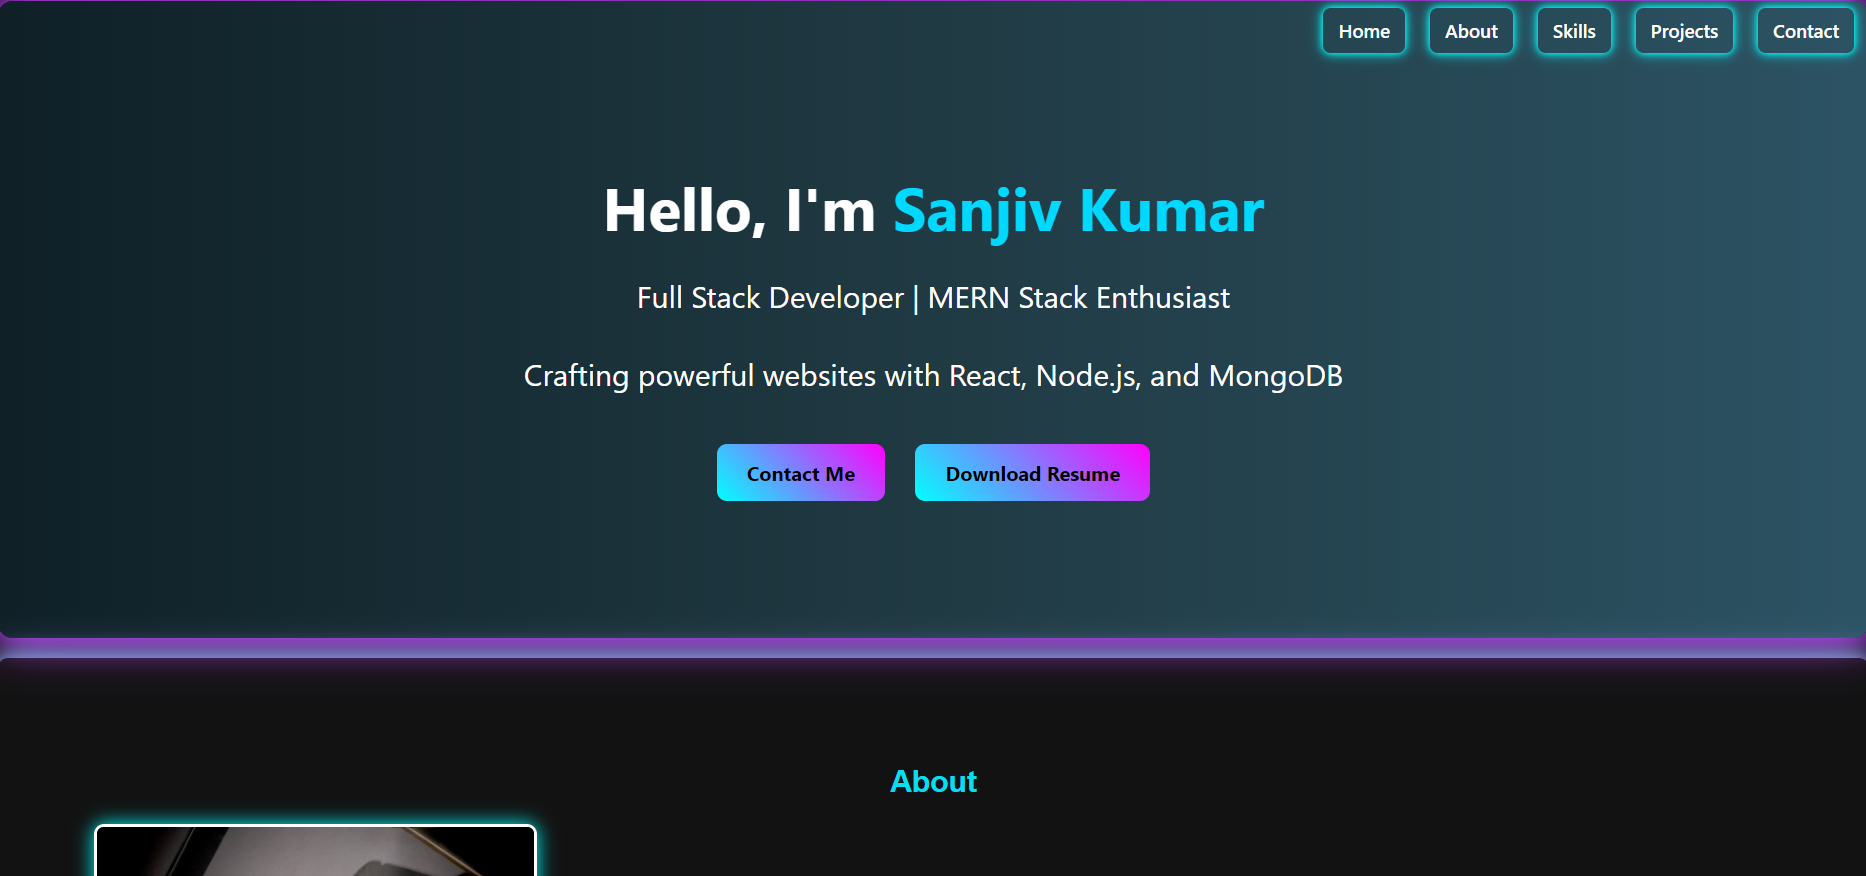 Home About Skills Projects Contact
Hello, I'm Sanjiv Kumar
Full Stack Developer | MERN Stack Enthusiast
Crafting powerful websites with React, Node.js, and MongoDB
Contact Me Download Resume
About